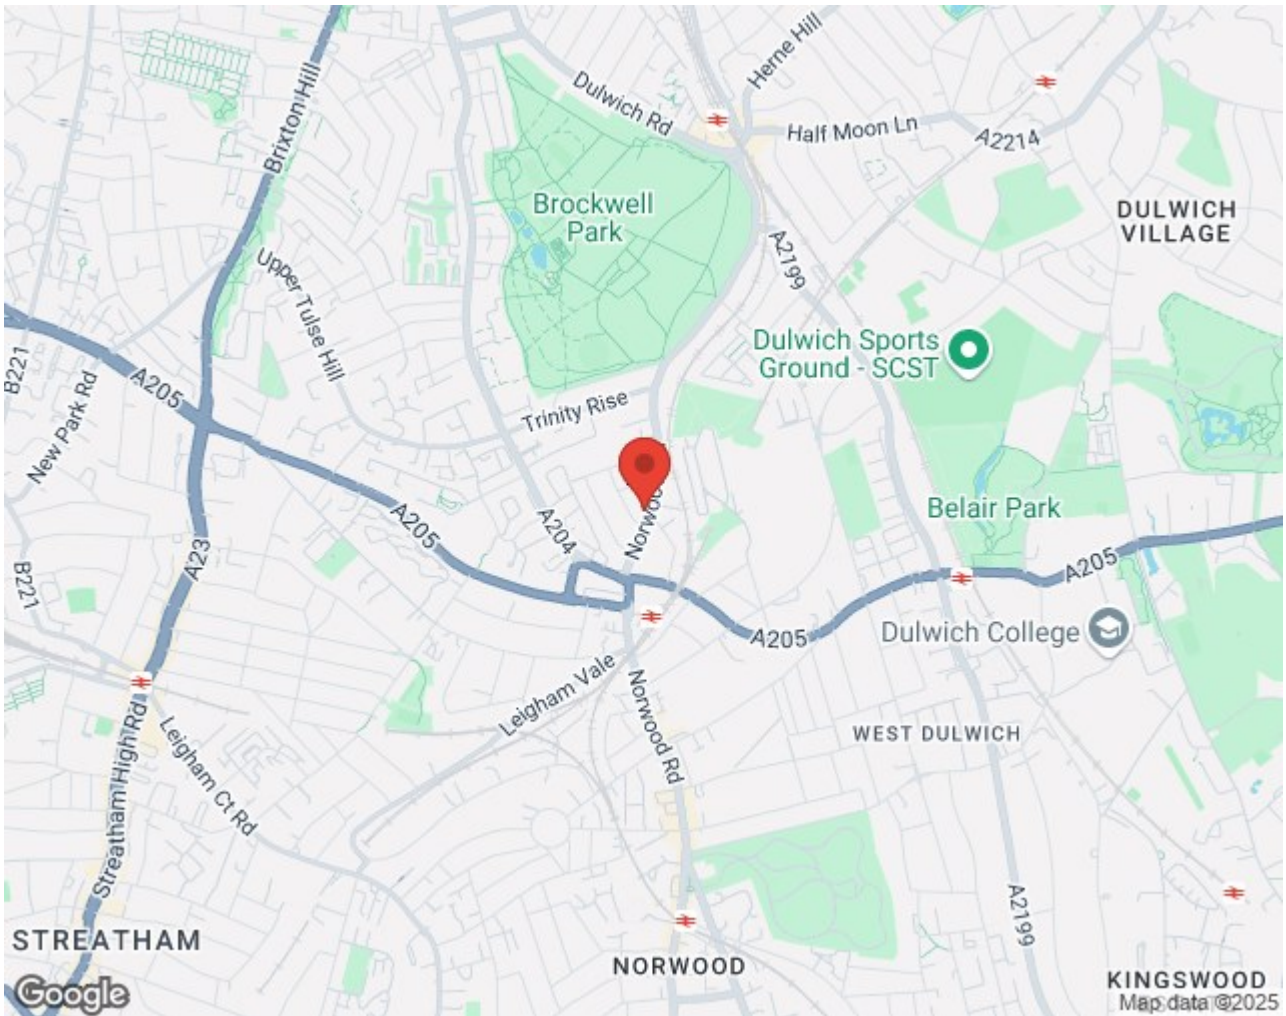 Herne Hill
Dulwich Rd
Half Moon Ln
A2214
Brixton Hill
Brockwell
Park
DULWICH
VILLAGE
A2199
Upper Tulse Hill
Dulwich Sports
Ground - SCST
B221
A205
New Park Rd
Trinity Rise
Norwood
A205
A204
Belair Park
A23
B221
A205
A205
Dulwich College
Leigham Vale
Norwood Rd
WEST DULWICH
Streatham High Rd
Leigham Ct Rd
A2199
STREATHAM
NORWOOD
KINGSWOOD
Google
Map data ©2025